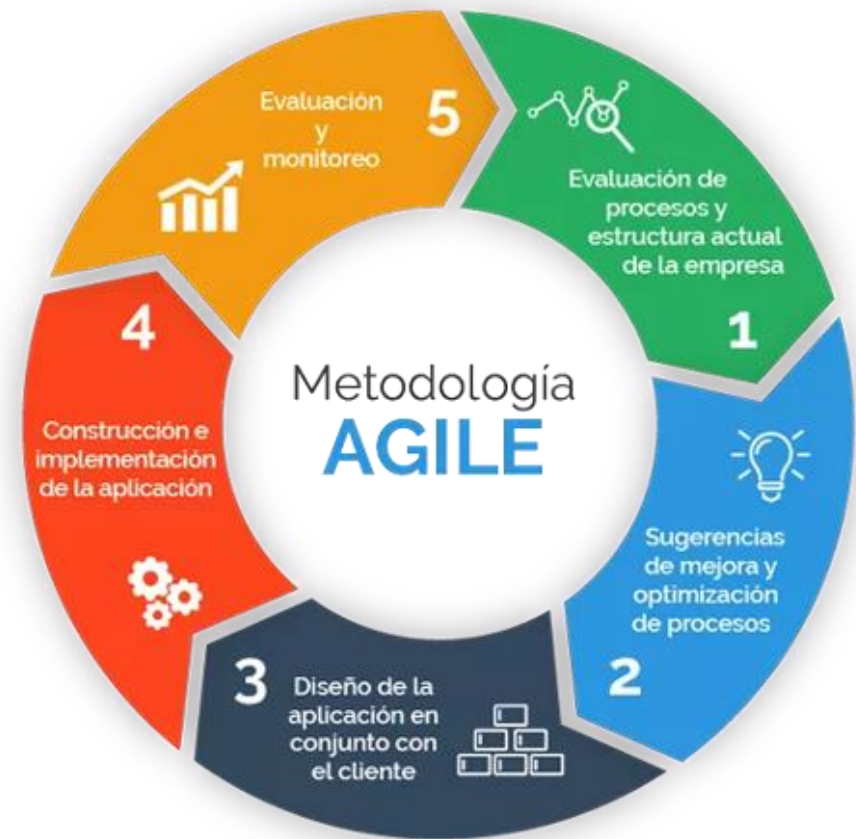 Metodología
AGILE
Evaluación de
procesos y
estructura actual
de la empresa
1
Sugerencias
de mejora y
optimización
de procesos
2
3
Diseño de la
aplicación en
conjunto con
el cliente
4
Construcción e
implementación
de la aplicación
Evaluación
y
monitoreo
5